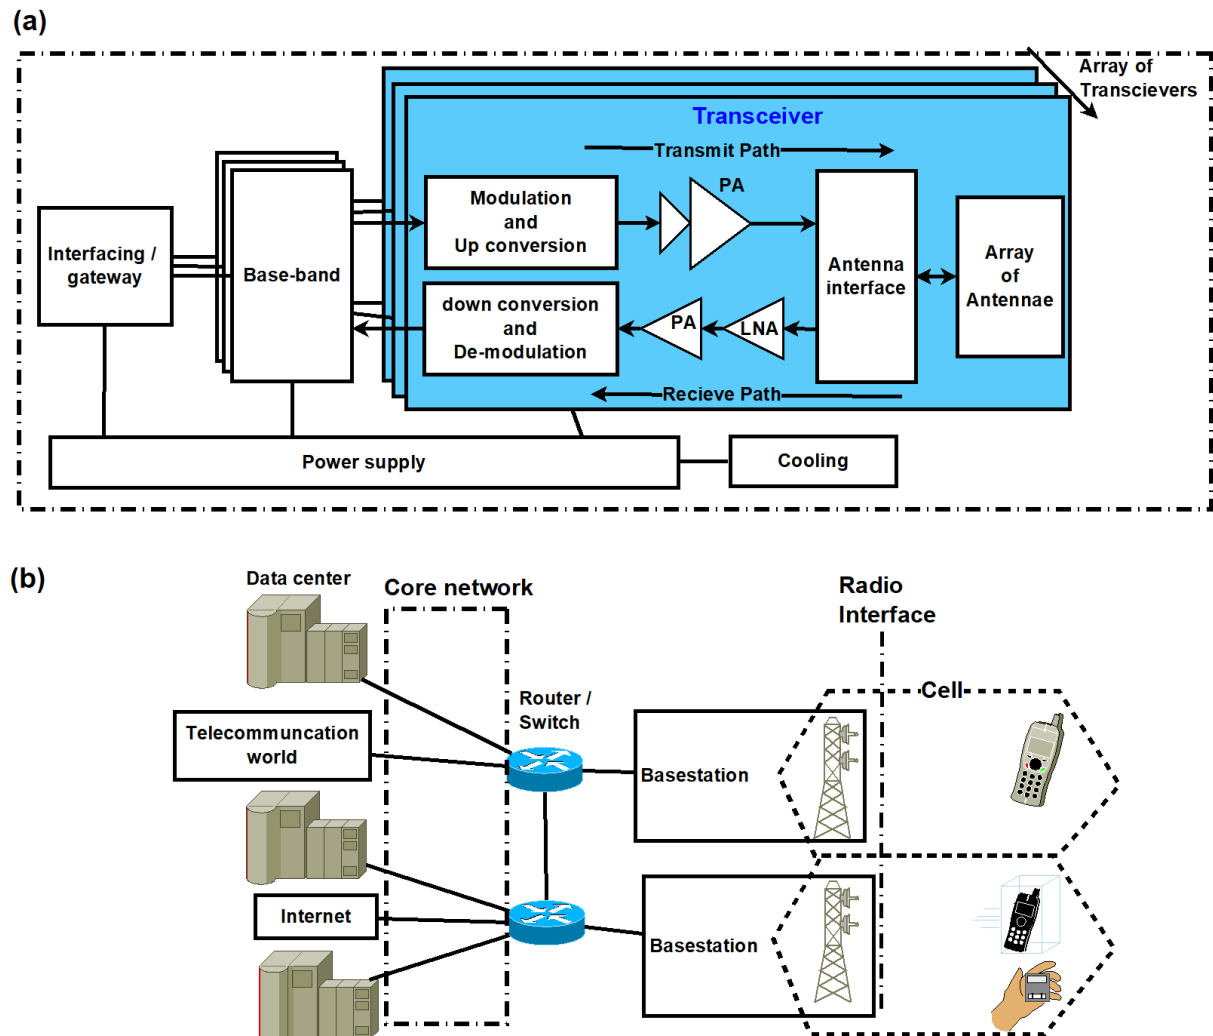 (a)
Array of
Transcievers
Transceiver
Transmit Path
PA
Modulation
and
Up conversion
Interfacing /
gateway
Base-band
Antenna
interface
Array
of
Antennae
down conversion
and
De-modulation
PA
LNA
Recieve Path
Power supply
Cooling
(b)
Data center
Core network
Radio
Interface
Cell
Router /
Switch
Telecommuncation
world
Basestation
Internet
Basestation